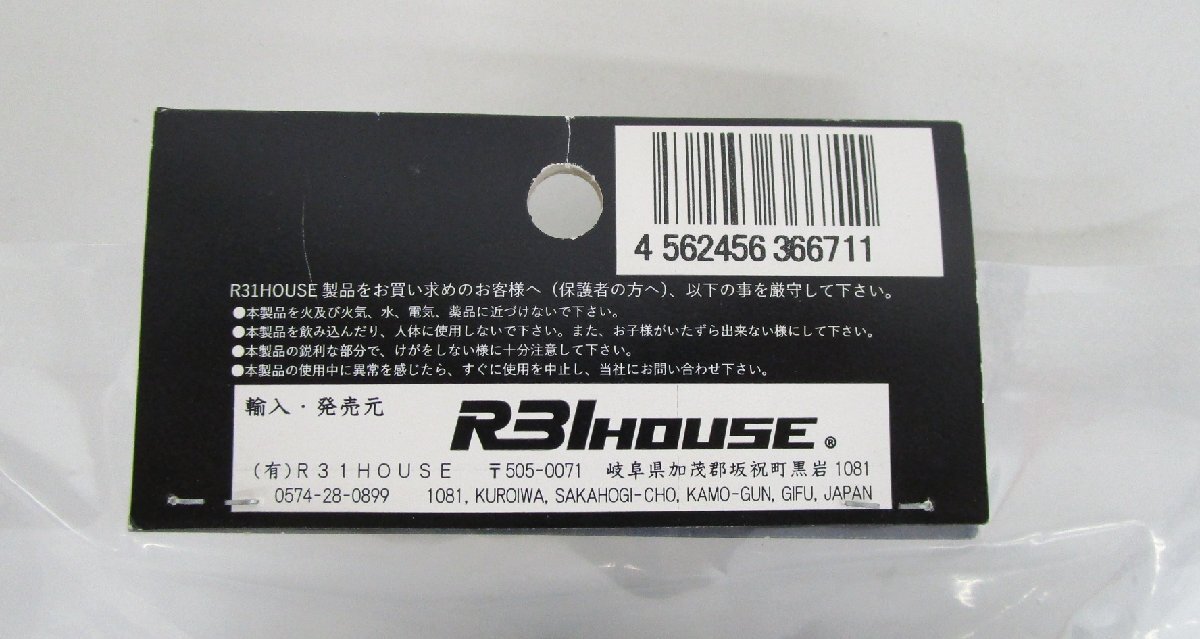 4 562456 366711
R31HOUSE 製品をお買い求めのお客様へ（保護者の方へ）、以下の事を厳守して下さい。
●本製品を火及び火気、水、電気、薬品に近づけないで下さい。
●本製品を飲み込んだり、人体に使用しないで下さい。また、お子様がいたずら出来ない様にして下さい。
●本製品の鋭利な部分で、けがをしない様に十分注意して下さい。
●本製品の使用中に異常を感じたら、すぐに使用を中止し、当社にお問い合わせ下さい。
輸入・発売元
R31HOUSE®
(有)R31HOUSE 〒505-0071 岐阜県加茂郡坂祝町黒岩1081
0574-28-0899 1081, KUROIWA, SAKAHOGI-CHO, KAMO-GUN, GIFU, JAPAN